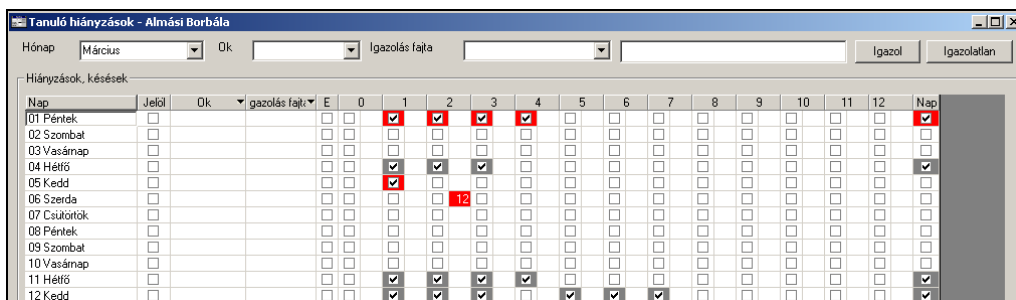 Tanuló hiányzások - Almási Borbála
Hónap Március Ok Igazolás fajta Igazol Igazolatlan
Hiányzások, késések
Nap Jelöl Ok gazolás fajta E 0 1 2 3 4 5 6 7 8 9 10 11 12 Nap
01 Péntek
02 Szombat
03 Vasárnap
04 Hétfő
05 Kedd
06 Szerda 12
07 Csütörtök
08 Péntek
09 Szombat
10 Vasárnap
11 Hétfő
12 Kedd